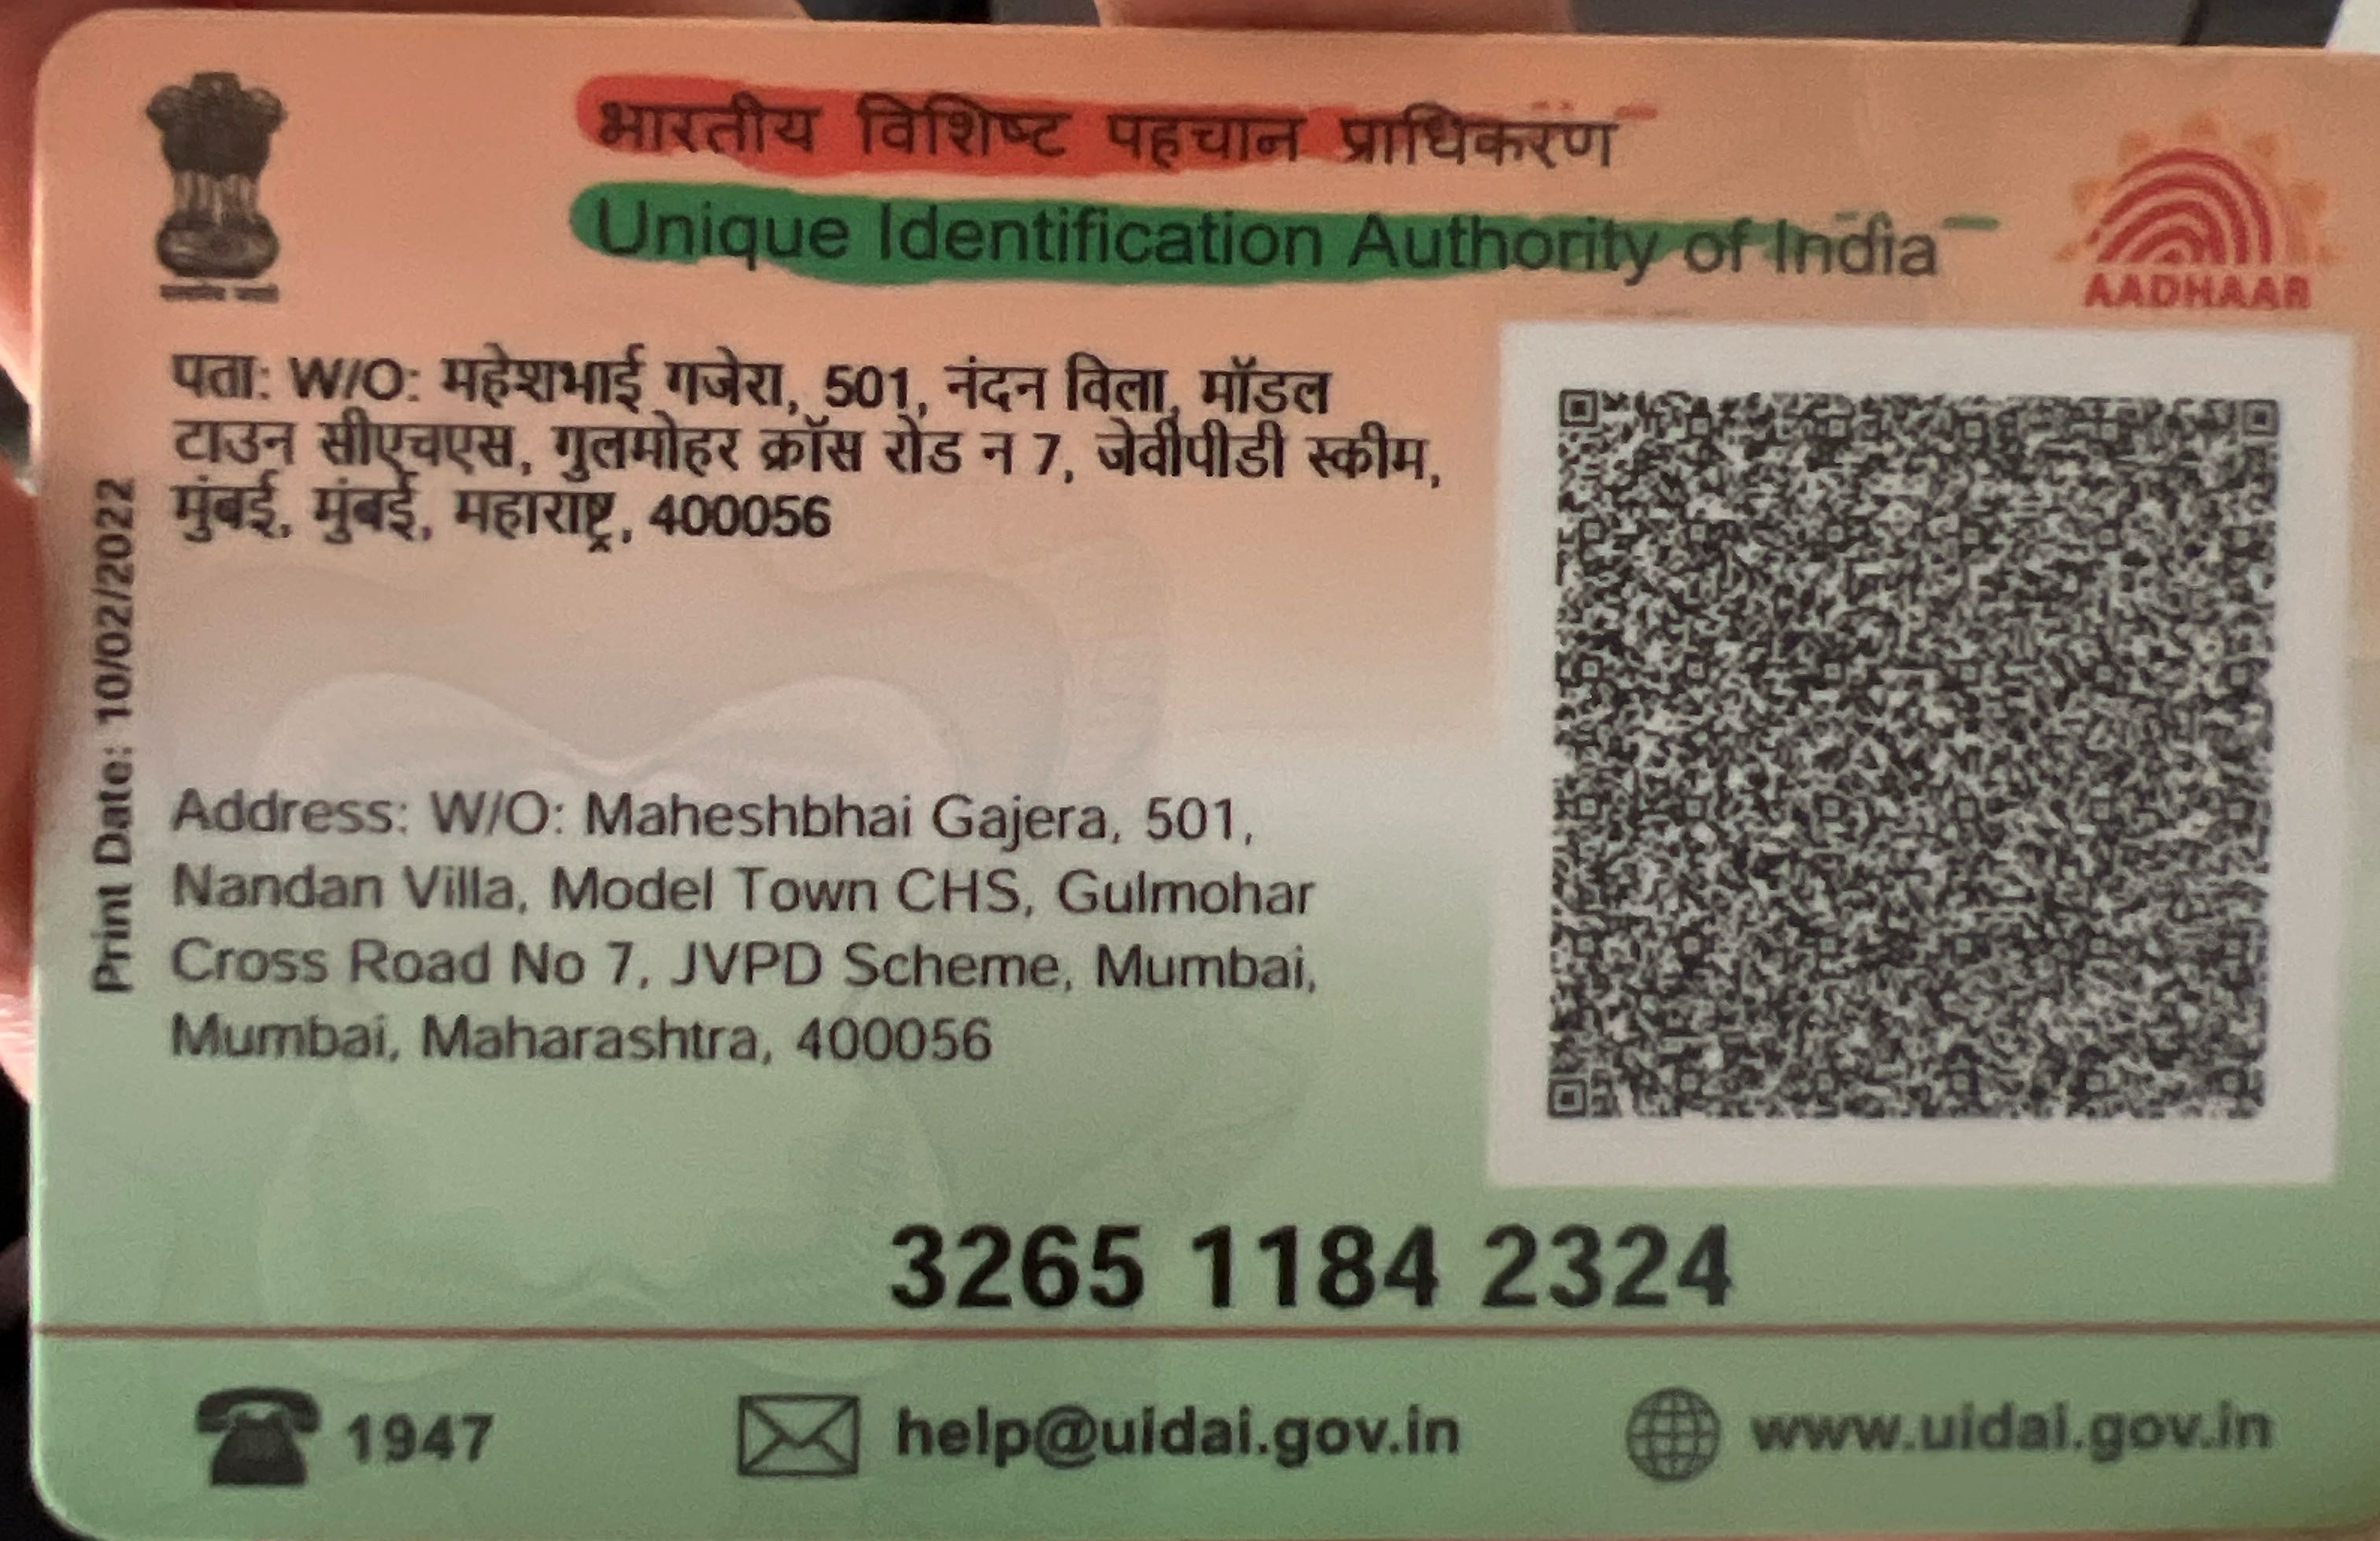 भारतीय विशिष्ट पहचान प्राधिकरण
Unique Identification Authority of India
AADHAAR
पता: W/O: महेशभाई गजेरा, 501, नंदन विला, मॉडल
टाउन सीएचएस, गुलमोहर क्रॉस रोड न 7, जेवीपीडी स्कीम,
मुंबई, मुंबई, महाराष्ट्र, 400056
Print Date: 10/02/2022
Address: W/O: Maheshbhai Gajera, 501,
Nandan Villa, Model Town CHS, Gulmohar
Cross Road No 7, JVPD Scheme, Mumbai,
Mumbai, Maharashtra, 400056
3265 1184 2324
1947
help@uidai.gov.in
www.uidai.gov.in